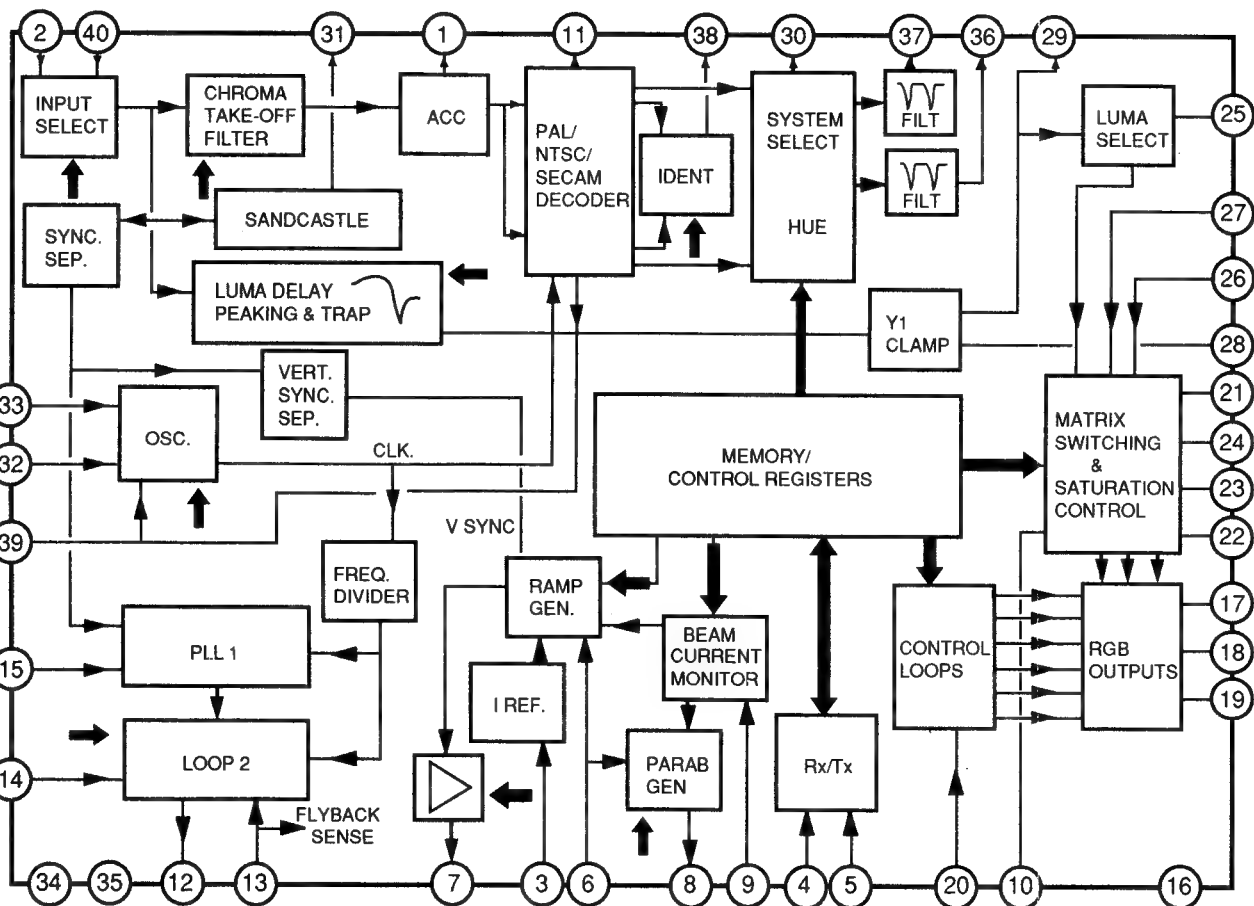 2
40
31
1
11
38
30
37
36
29
INPUT
SELECT
CHROMA
TAKE-OFF
FILTER
ACC
PAL/
NTSC/
SECAM
DECODER
IDENT
SYSTEM
SELECT
HUE
FILT
FILT
LUMA
SELECT
25
SYNC.
SEP.
SANDCASTLE
27
LUMA DELAY
PEAKING & TRAP
26
Y1
CLAMP
28
VERT.
SYNC.
SEP.
33
OSC.
32
CLK.
MEMORY/
CONTROL REGISTERS
MATRIX
SWITCHING
&
SATURATION
CONTROL
21
24
23
22
39
V SYNC
FREQ.
DIVIDER
RAMP
GEN.
BEAM
CURRENT
MONITOR
CONTROL
LOOPS
RGB
OUTPUTS
17
18
19
15
PLL 1
I REF.
14
LOOP 2
PARAB
GEN
Rx/Tx
FLYBACK
SENSE
34
35
12
13
7
3
6
8
9
4
5
20
10
16